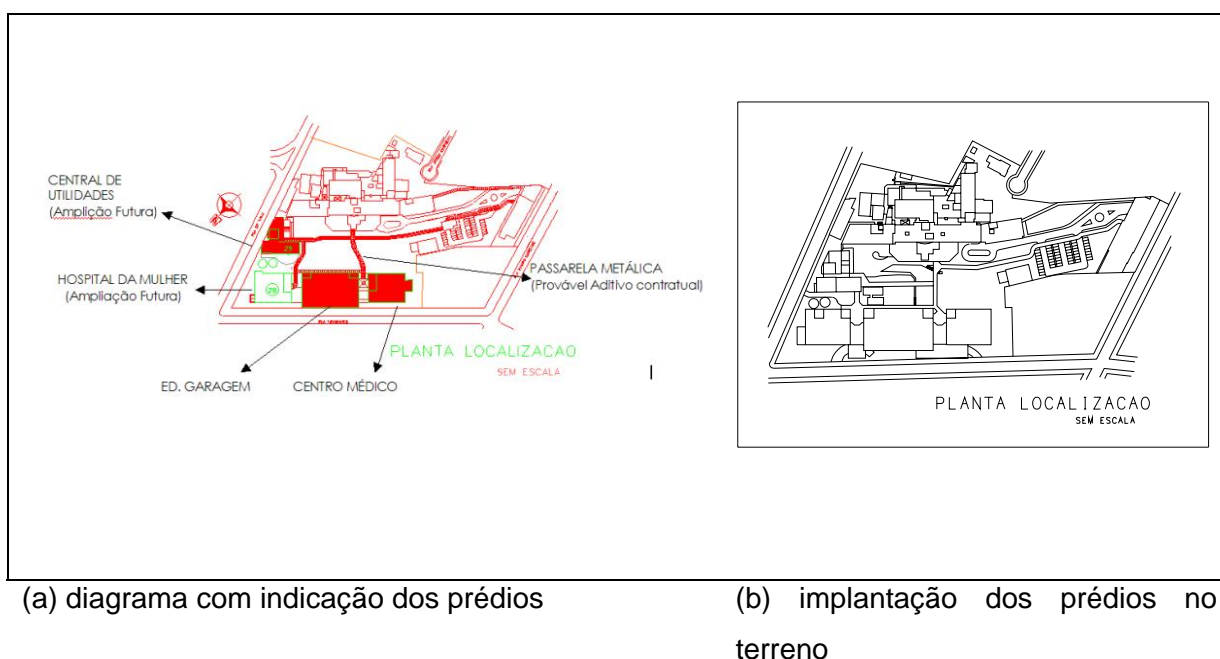 CENTRAL DE
UTILIDADES
(Amplição Futura)
HOSPITAL DA MULHER
(Ampliação Futura)
PASSARELA METÁLICA
(Provável Aditivo contratual)
ED. GARAGEM
CENTRO MÉDICO
PLANTA LOCALIZACAO
SEM ESCALA
PLANTA LOCALIZACAO
SEM ESCALA
(a) diagrama com indicação dos prédios
(b) implantação dos prédios no
terreno